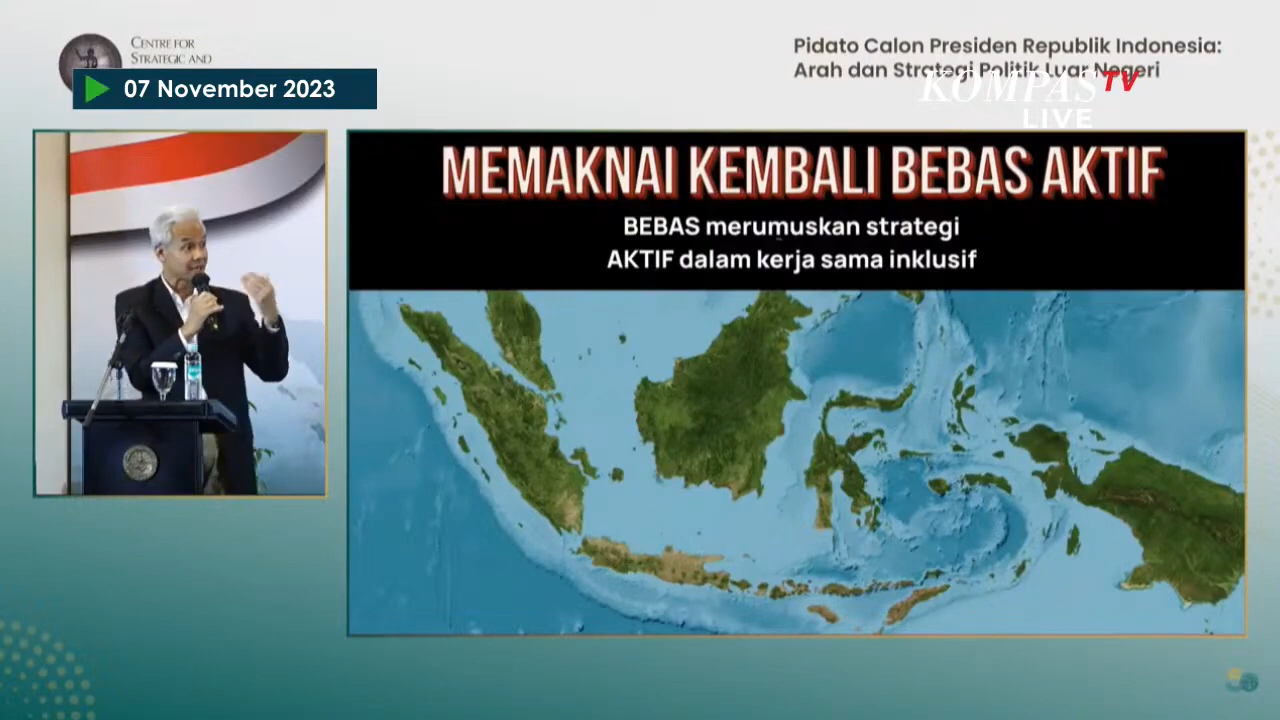 CENTRE FOR
STRATEGIC AND
07 November 2023
Pidato Calon Presiden Republik Indonesia:
Arah dan Strategi Politik Luar Negeri
KOMPAS TV
LIVE
MEMAKNAI KEMBALI BEBAS AKTIF
BEBAS merumuskan strategi
AKTIF dalam kerja sama inklusif